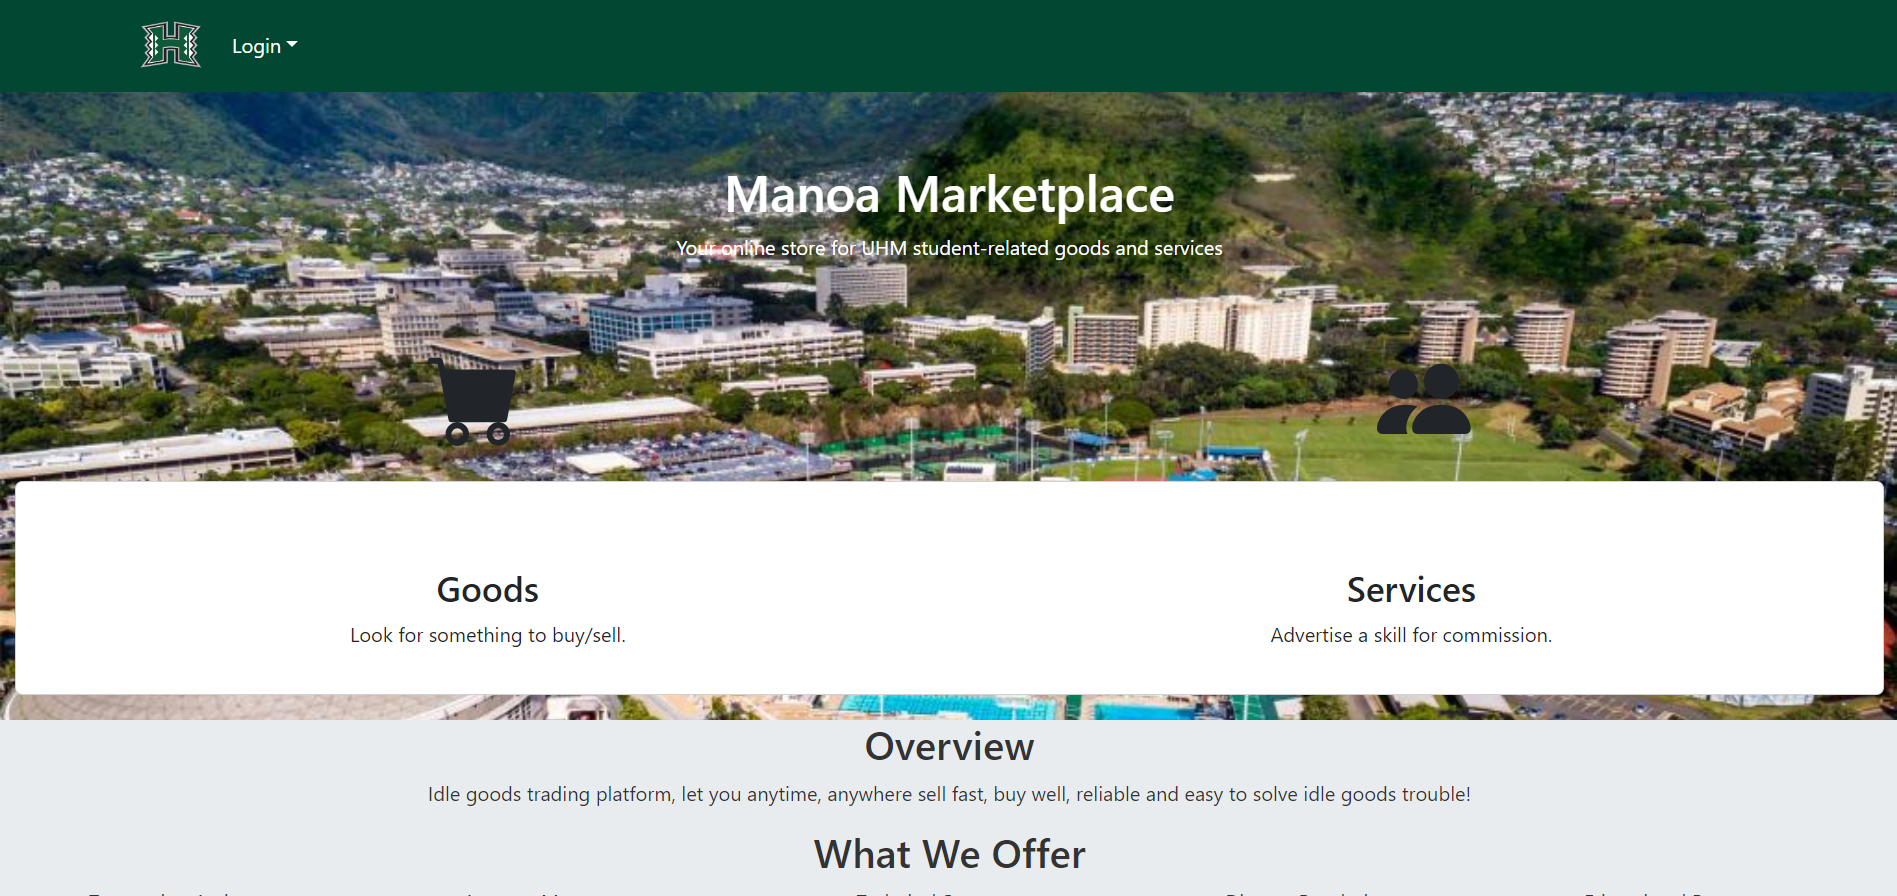 Login
Manoa Marketplace
Your online store for UHM student-related goods and services
Goods
Services
Look for something to buy/sell.
Advertise a skill for commission.
Overview
Idle goods trading platform, let you anytime, anywhere sell fast, buy well, reliable and easy to solve idle goods trouble!
What We Offer